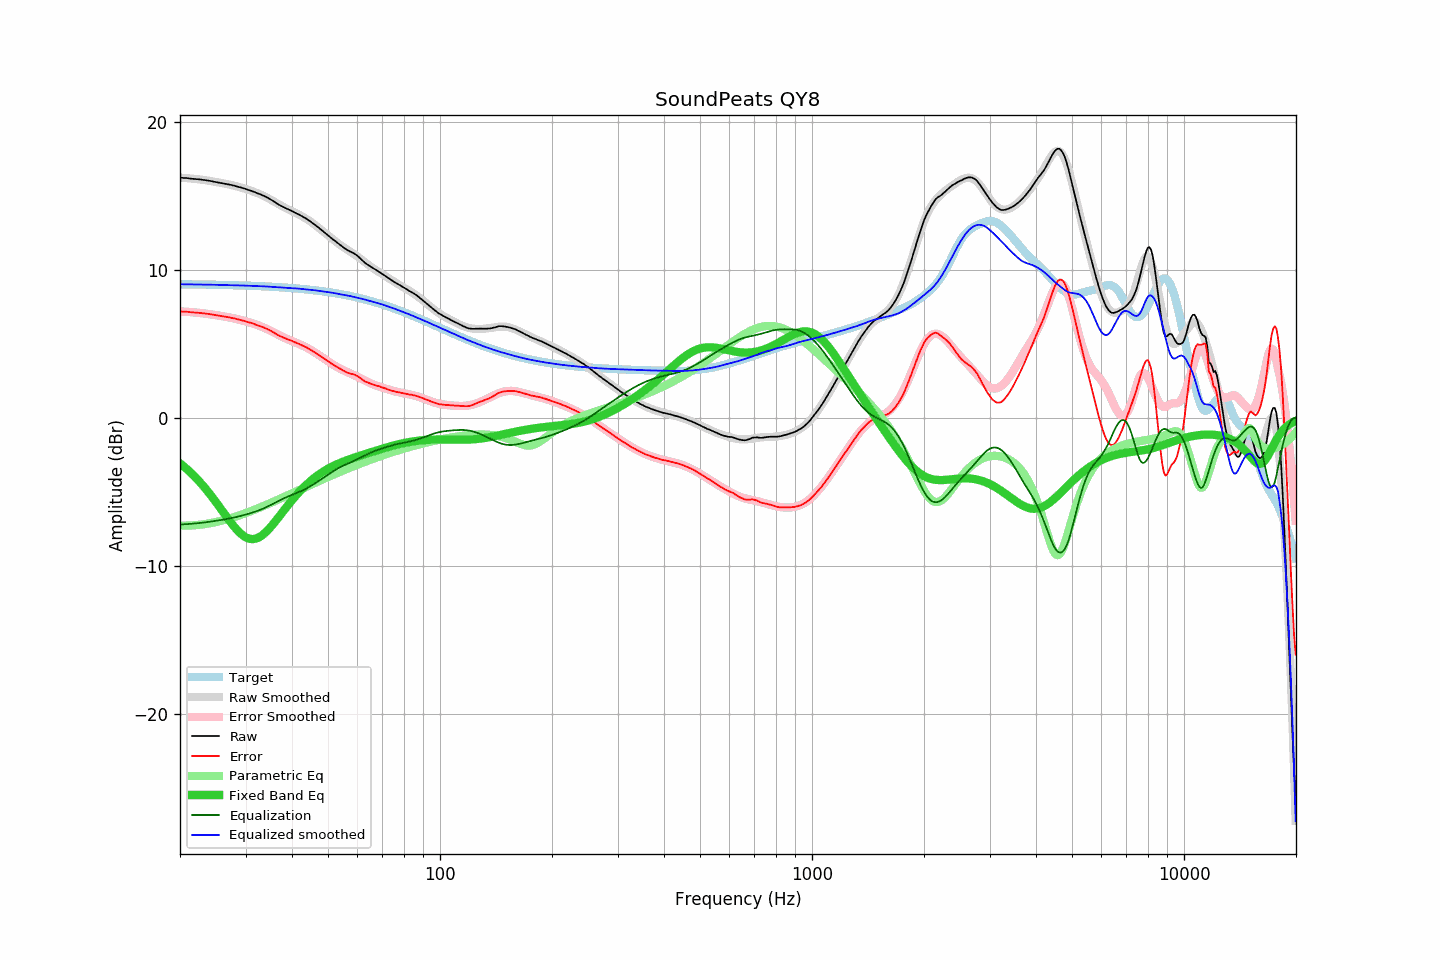 SoundPeats QY8
20
10
0
−10
−20
Amplitude (dBr)
100
1000
10000
Frequency (Hz)
Target
Raw Smoothed
Error Smoothed
Raw
Error
Parametric Eq
Fixed Band Eq
Equalization
Equalized smoothed